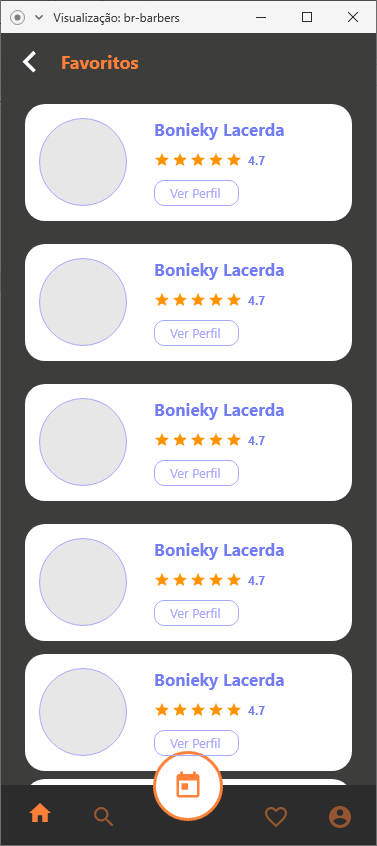 Visualização: br-barbers
Favoritos
Bonieky Lacerda
4.7
Ver Perfil
Bonieky Lacerda
4.7
Ver Perfil
Bonieky Lacerda
4.7
Ver Perfil
Bonieky Lacerda
4.7
Ver Perfil
Bonieky Lacerda
4.7
Ver Perfil